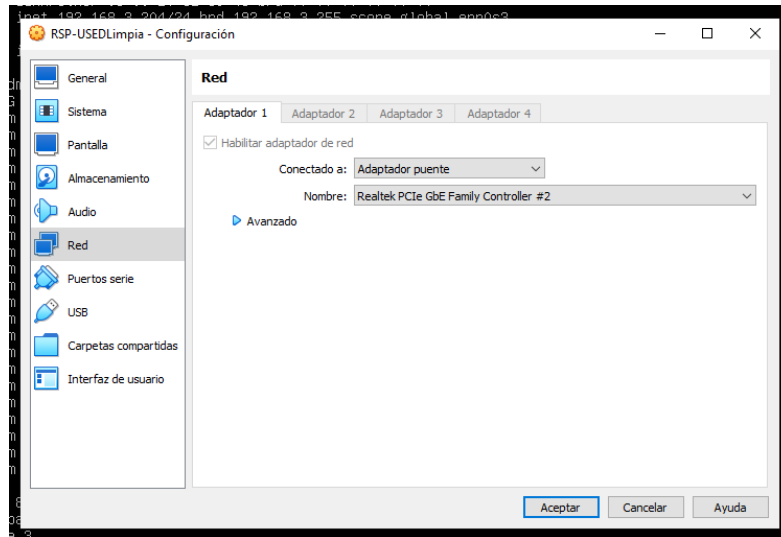 inet 192.168.3.204/24 brd 192.168.3.255 scope global enp0s3
RSP-USEDLimpia - Configuración
General
Sistema
Pantalla
Almacenamiento
Audio
Red
Puertos serie
USB
Carpetas compartidas
Interfaz de usuario
Red
Adaptador 1 Adaptador 2 Adaptador 3 Adaptador 4
Habilitar adaptador de red
Conectado a: Adaptador puente
Nombre: Realtek PCIe GbE Family Controller #2
Avanzado
Aceptar Cancelar Ayuda